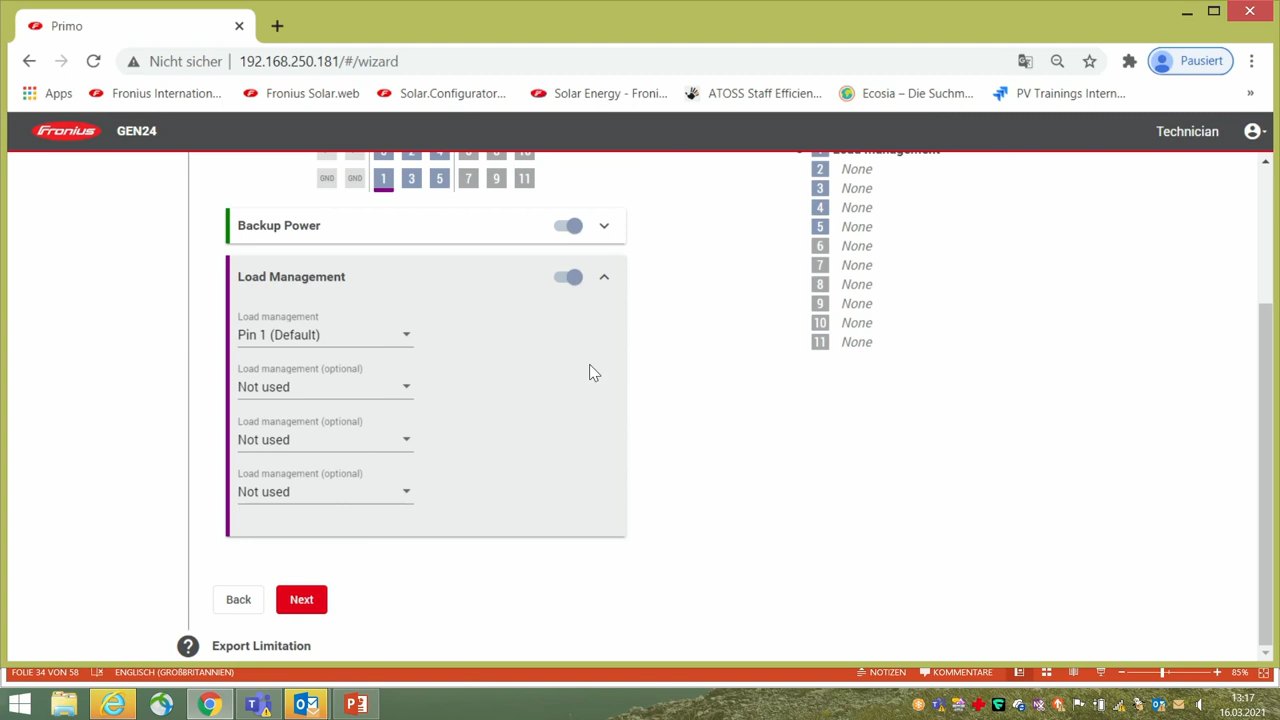 Primo
Nicht sicher 192.168.250.181/#/wizard
Pausiert
Apps Fronius Internation... Fronius Solar.web Solar.Configurator... Solar Energy - Froni... ATOSS Staff Efficien... Ecosia – Die Suchm... PV Trainings Intern... »
Fronius GEN24 Technician
GND GND 1 3 5 7 9 11
2 None
3 None
4 None
5 None
6 None
7 None
8 None
9 None
10 None
11 None
Backup Power
Load Management
Load management
Pin 1 (Default)
Load management (optional)
Not used
Load management (optional)
Not used
Load management (optional)
Not used
Back Next
? Export Limitation
FOLIE 34 VON 58 ENGLISCH (GROßBRITANNIEN) NOTIZEN KOMMENTARE 85%
13:17
16.03.2021